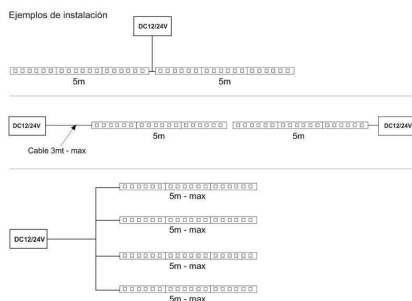 Ejemplos de instalación
DC12/24V
5m 5m
DC12/24V DC12/24V
5m 5m
Cable 3mt - max
5m - max
5m - max
DC12/24V
5m - max
5m - max